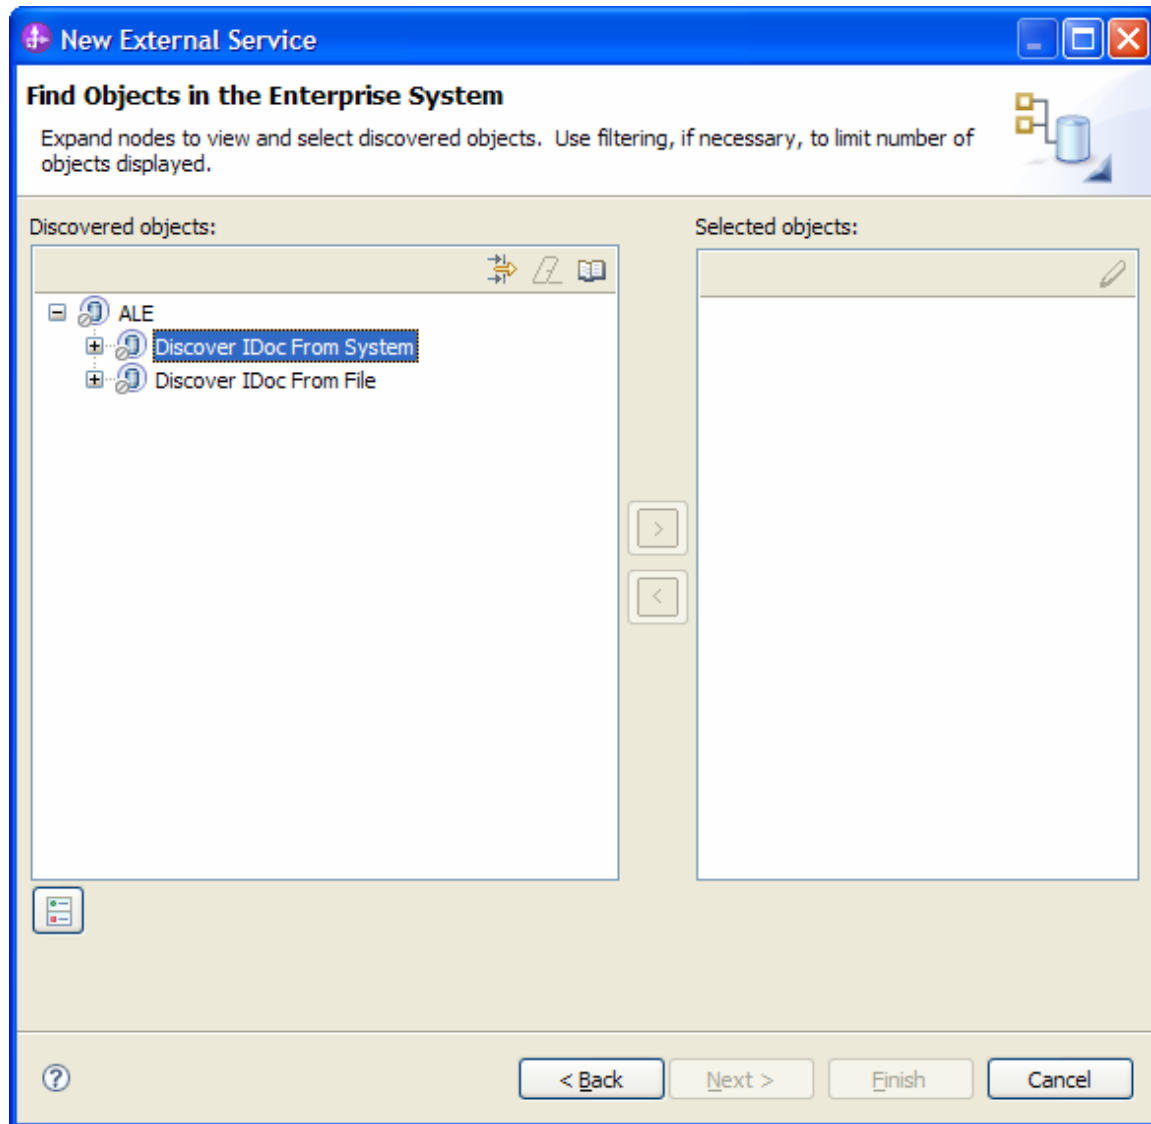 New External Service
Find Objects in the Enterprise System
Expand nodes to view and select discovered objects.  Use filtering, if necessary, to limit number of
objects displayed.
Discovered objects:
Selected objects:
ALE
Discover IDoc From System
Discover IDoc From File
>
<
< Back
Next >
Finish
Cancel